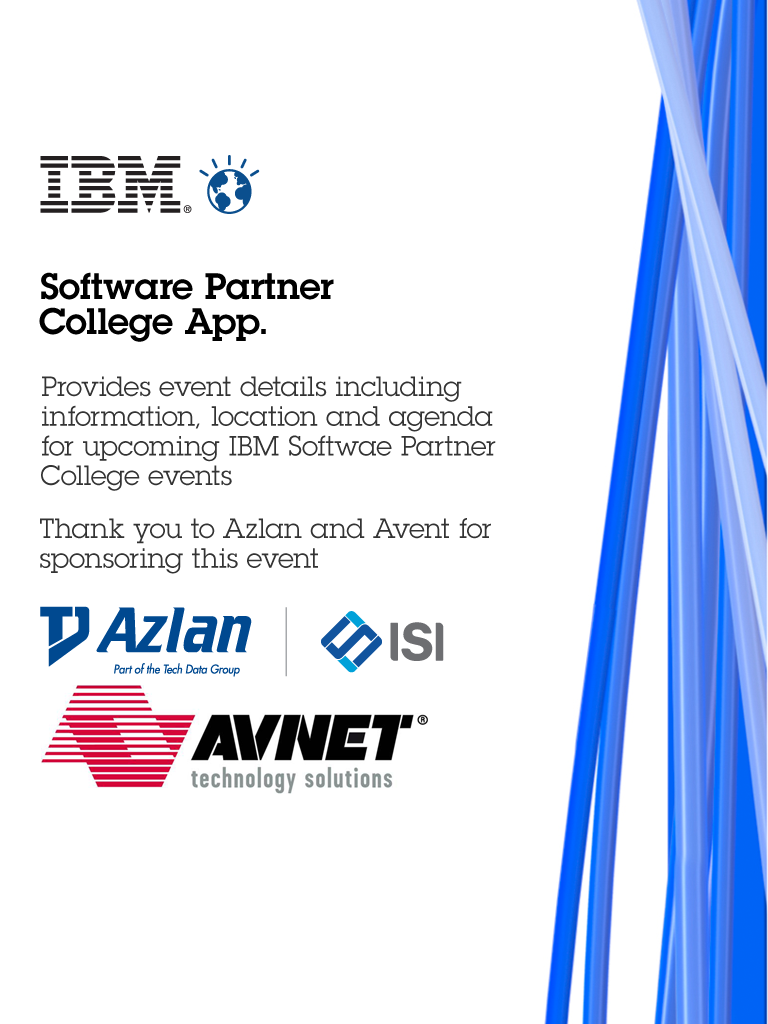 IBM®
Software Partner
College App.
Provides event details including
information, location and agenda
for upcoming IBM Softwae Partner
College events
Thank you to Azlan and Avent for
sponsoring this event
TD Azlan
Part of the Tech Data Group
ISI
AVNET®
technology solutions